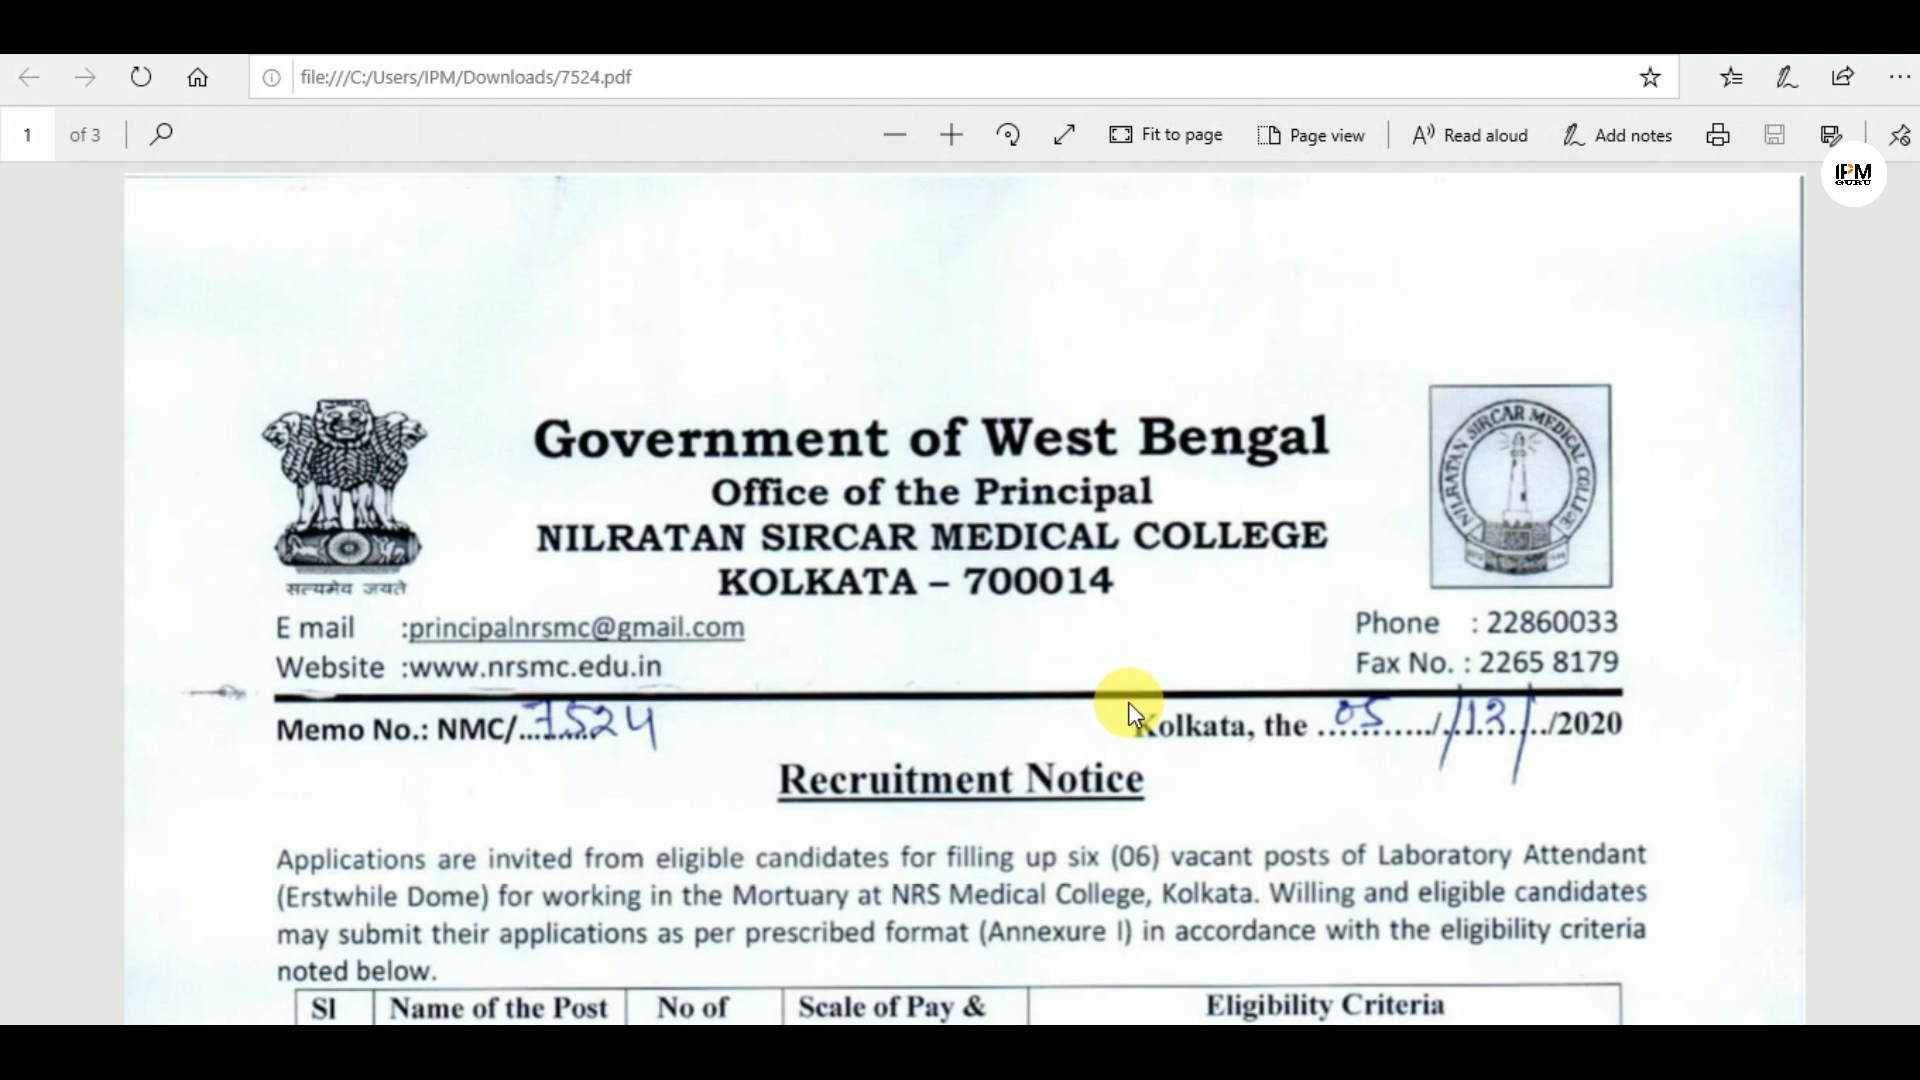 file:///C:/Users/IPM/Downloads/7524.pdf
1 of 3 Fit to page Page view Read aloud Add notes
IPM
GURU
Government of West Bengal
Office of the Principal
NILRATAN SIRCAR MEDICAL COLLEGE
KOLKATA – 700014
NILRATAN SIRCAR MEDICAL COLLEGE
सत्यमेव जयते
E mail :principalnrsmc@gmail.com
Phone : 22860033
Website :www.nrsmc.edu.in
Fax No. : 2265 8179
Memo No.: NMC/..7524
Kolkata, the ....05......./..12../2020
Recruitment Notice
Applications are invited from eligible candidates for filling up six (06) vacant posts of Laboratory Attendant
(Erstwhile Dome) for working in the Mortuary at NRS Medical College, Kolkata. Willing and eligible candidates
may submit their applications as per prescribed format (Annexure I) in accordance with the eligibility criteria
noted below.
Sl Name of the Post No of Scale of Pay & Eligibility Criteria